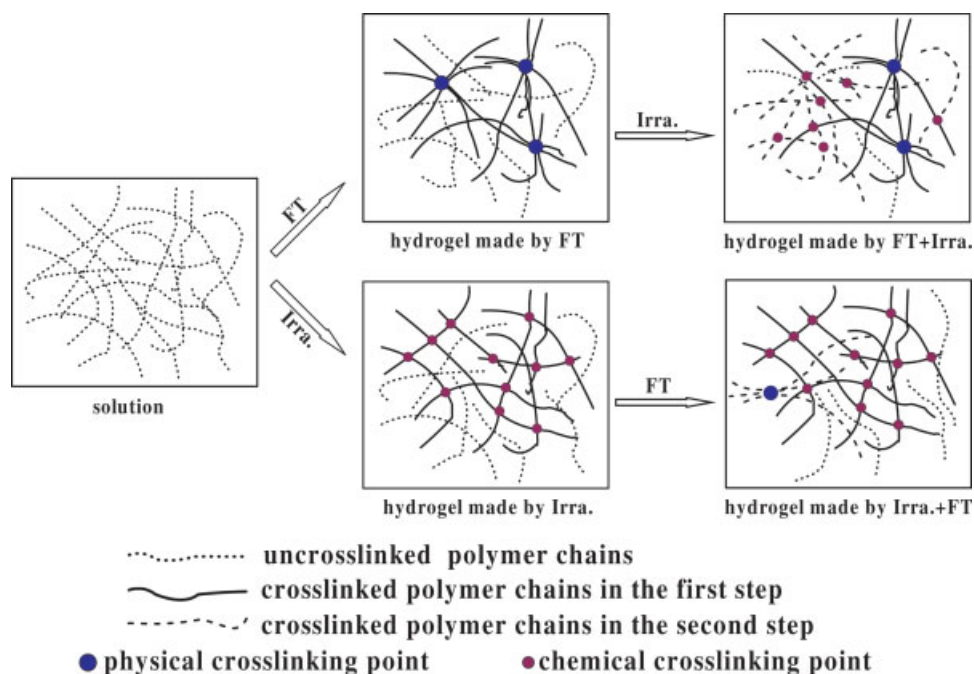 FT
Irra.
solution
hydrogel made by FT
Irra.
hydrogel made by FT+Irra.
hydrogel made by Irra.
FT
hydrogel made by Irra.+FT
uncrosslinked polymer chains
crosslinked polymer chains in the first step
crosslinked polymer chains in the second step
physical crosslinking point
chemical crosslinking point